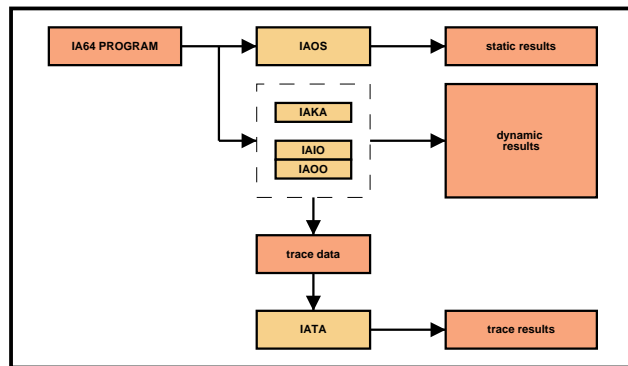 IA64 PROGRAM
IAOS
static results
IAKA
IAIO
IAOO
dynamic
results
trace data
IATA
trace results